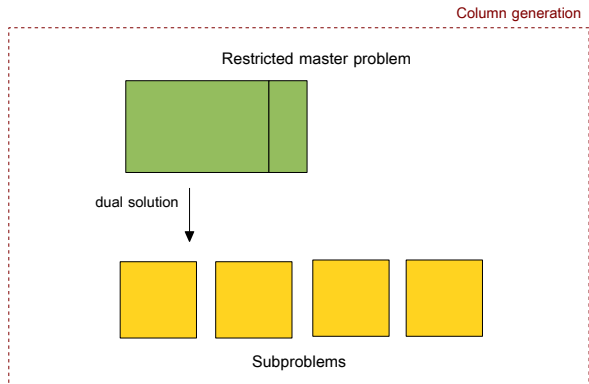 Column generation
Restricted master problem
dual solution
Subproblems